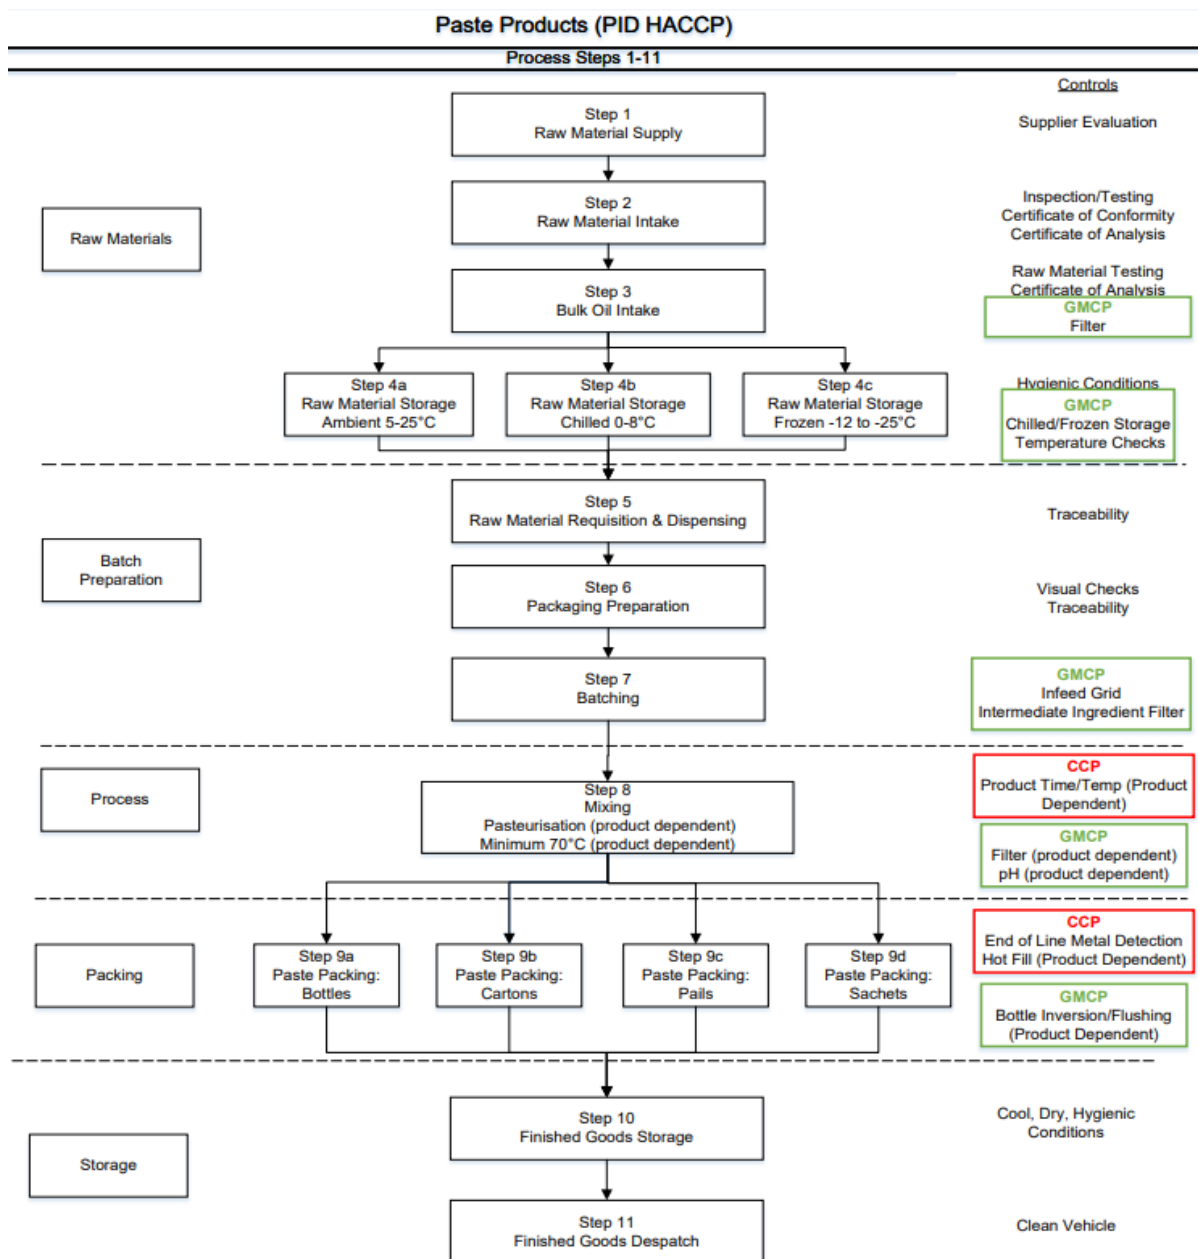 Paste Products (PID HACCP)
Process Steps 1-11
Controls
Step 1
Raw Material Supply
Supplier Evaluation
Raw Materials
Step 2
Raw Material Intake
Inspection/Testing
Certificate of Conformity
Certificate of Analysis
Step 3
Bulk Oil Intake
Raw Material Testing
Certificate of Analysis
GMCP
Filter
Step 4a
Raw Material Storage
Ambient 5-25°C
Step 4b
Raw Material Storage
Chilled 0-8°C
Step 4c
Raw Material Storage
Frozen -12 to -25°C
Hygienic Conditions
GMCP
Chilled/Frozen Storage
Temperature Checks
Batch
Preparation
Step 5
Raw Material Requisition & Dispensing
Traceability
Step 6
Packaging Preparation
Visual Checks
Traceability
Step 7
Batching
GMCP
Infeed Grid
Intermediate Ingredient Filter
Process
Step 8
Mixing
Pasteurisation (product dependent)
Minimum 70°C (product dependent)
CCP
Product Time/Temp (Product
Dependent)
GMCP
Filter (product dependent)
pH (product dependent)
Packing
Step 9a
Paste Packing:
Bottles
Step 9b
Paste Packing:
Cartons
Step 9c
Paste Packing:
Pails
Step 9d
Paste Packing:
Sachets
CCP
End of Line Metal Detection
Hot Fill (Product Dependent)
GMCP
Bottle Inversion/Flushing
(Product Dependent)
Storage
Step 10
Finished Goods Storage
Cool, Dry, Hygienic
Conditions
Step 11
Finished Goods Despatch
Clean Vehicle